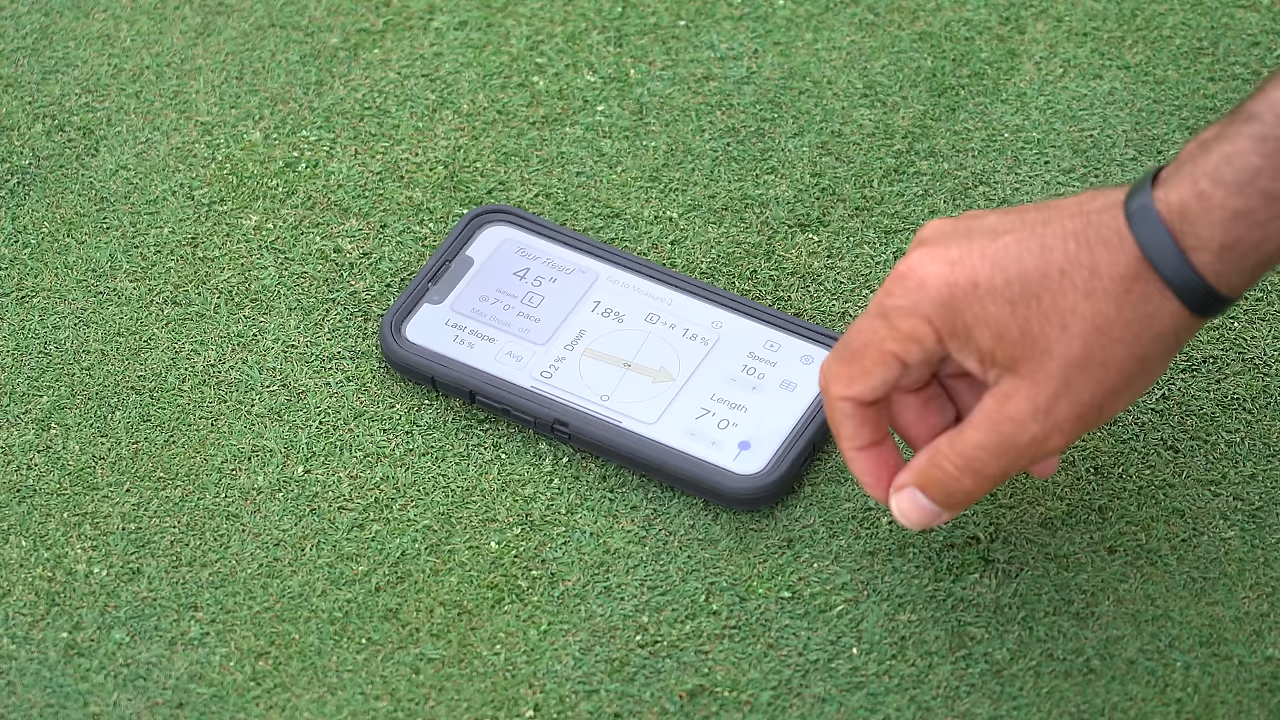 Tour Read™
4.5"
outside L
@ 7'0" pace
Max Break: off
Last slope:
1.5 %
Avg
Tap to Measure
1.8%
L→R 1.8 %
0.2% Down
Speed
10.0
- +
Length
7' 0"
- +